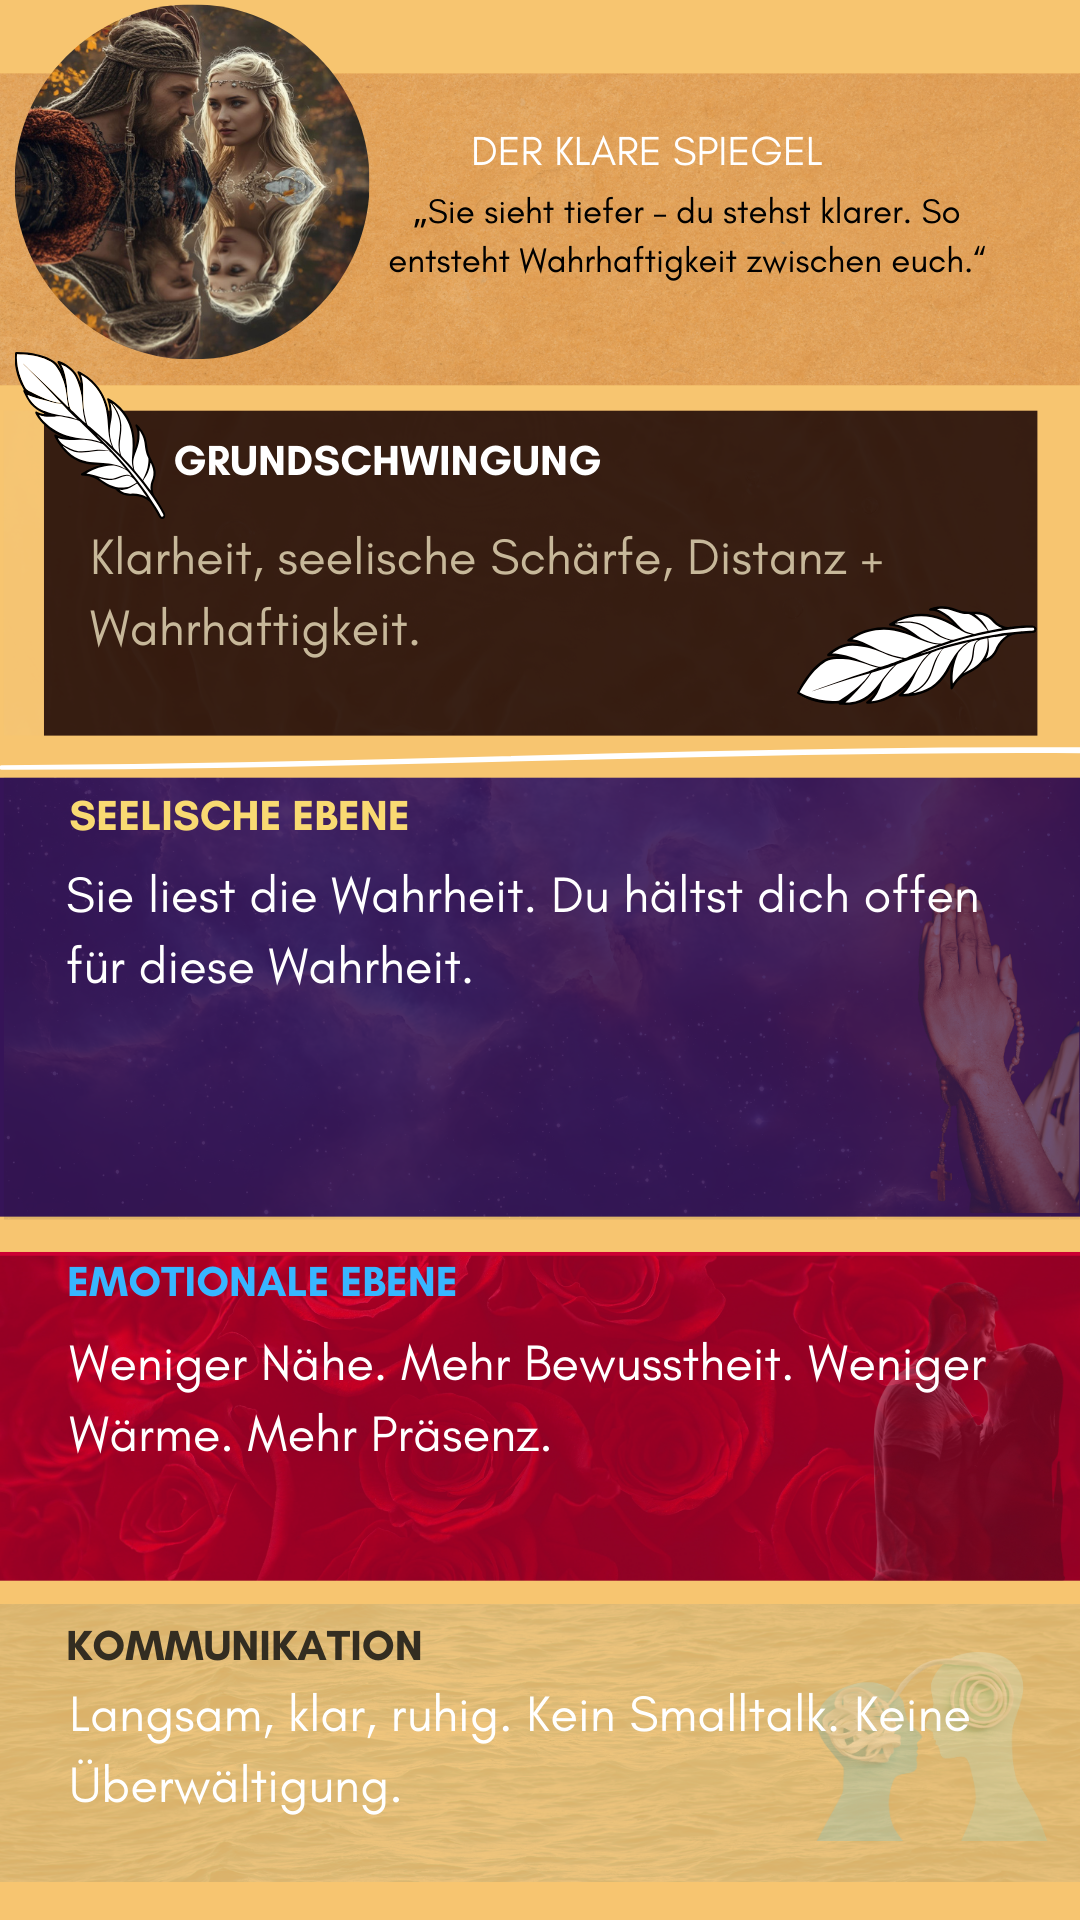 DER KLARE SPIEGEL
„Sie sieht tiefer – du stehst klarer. So
entsteht Wahrhaftigkeit zwischen euch.“
GRUNDSCHWINGUNG
Klarheit, seelische Schärfe, Distanz +
Wahrhaftigkeit.
SEELISCHE EBENE
Sie liest die Wahrheit. Du hältst dich offen
für diese Wahrheit.
EMOTIONALE EBENE
Weniger Nähe. Mehr Bewusstheit. Weniger
Wärme. Mehr Präsenz.
KOMMUNIKATION
Langsam, klar, ruhig. Kein Smalltalk. Keine
Überwältigung.